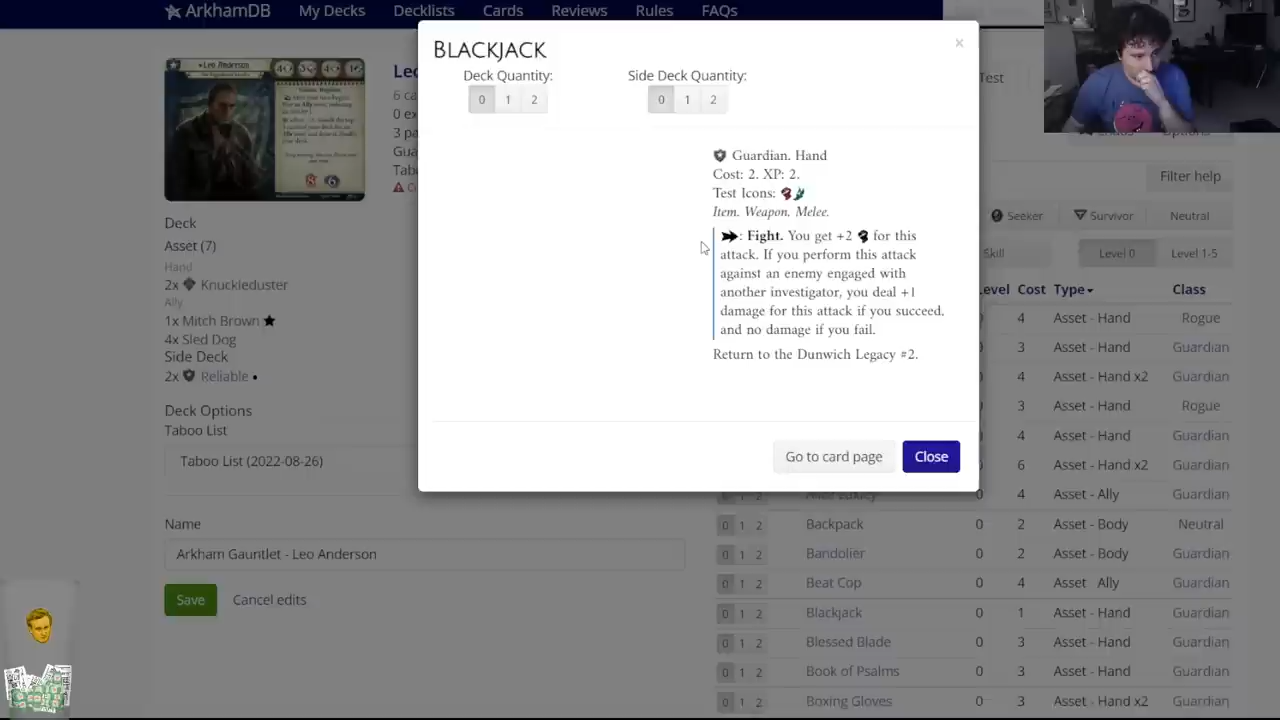 ArkhamDB My Decks Decklists Cards Reviews Rules FAQs
BLACKJACK
×
Deck Quantity: Side Deck Quantity:
0 1 2 0 1 2
Guardian. Hand
Cost: 2. XP: 2.
Test Icons:
Item. Weapon. Melee.
: Fight. You get +2 for this
attack. If you perform this attack
against an enemy engaged with
another investigator, you deal +1
damage for this attack if you succeed,
and no damage if you fail.
Return to the Dunwich Legacy #2.
Go to card page Close
Leo Anderson
Deck
Asset (7)
Hand
2x Knuckleduster
Ally
1x Mitch Brown
4x Sled Dog
Side Deck
2x Reliable
Deck Options
Taboo List
Taboo List (2022-08-26)
Name
Arkham Gauntlet - Leo Anderson
Save Cancel edits
Test
Options
Filter help
Seeker Survivor Neutral
Skill Level 0 Level 1-5
Level Cost Type Class
4 Asset - Hand Rogue
3 Asset - Hand Guardian
4 Asset - Hand x2 Guardian
3 Asset - Hand Rogue
4 Asset - Hand Guardian
6 Asset - Hand x2 Guardian
0 1 2 0 4 Asset - Ally Guardian
0 1 2 Backpack 0 2 Asset - Body Neutral
0 1 2 Bandolier 0 2 Asset - Body Guardian
0 1 2 Beat Cop 0 4 Asset Ally Guardian
0 1 2 Blackjack 0 1 Asset - Hand Guardian
0 1 2 Blessed Blade 0 3 Asset - Hand Guardian
0 1 2 Book of Psalms 0 3 Asset - Hand Guardian
0 1 2 Boxing Gloves 0 3 Asset - Hand x2 Guardian